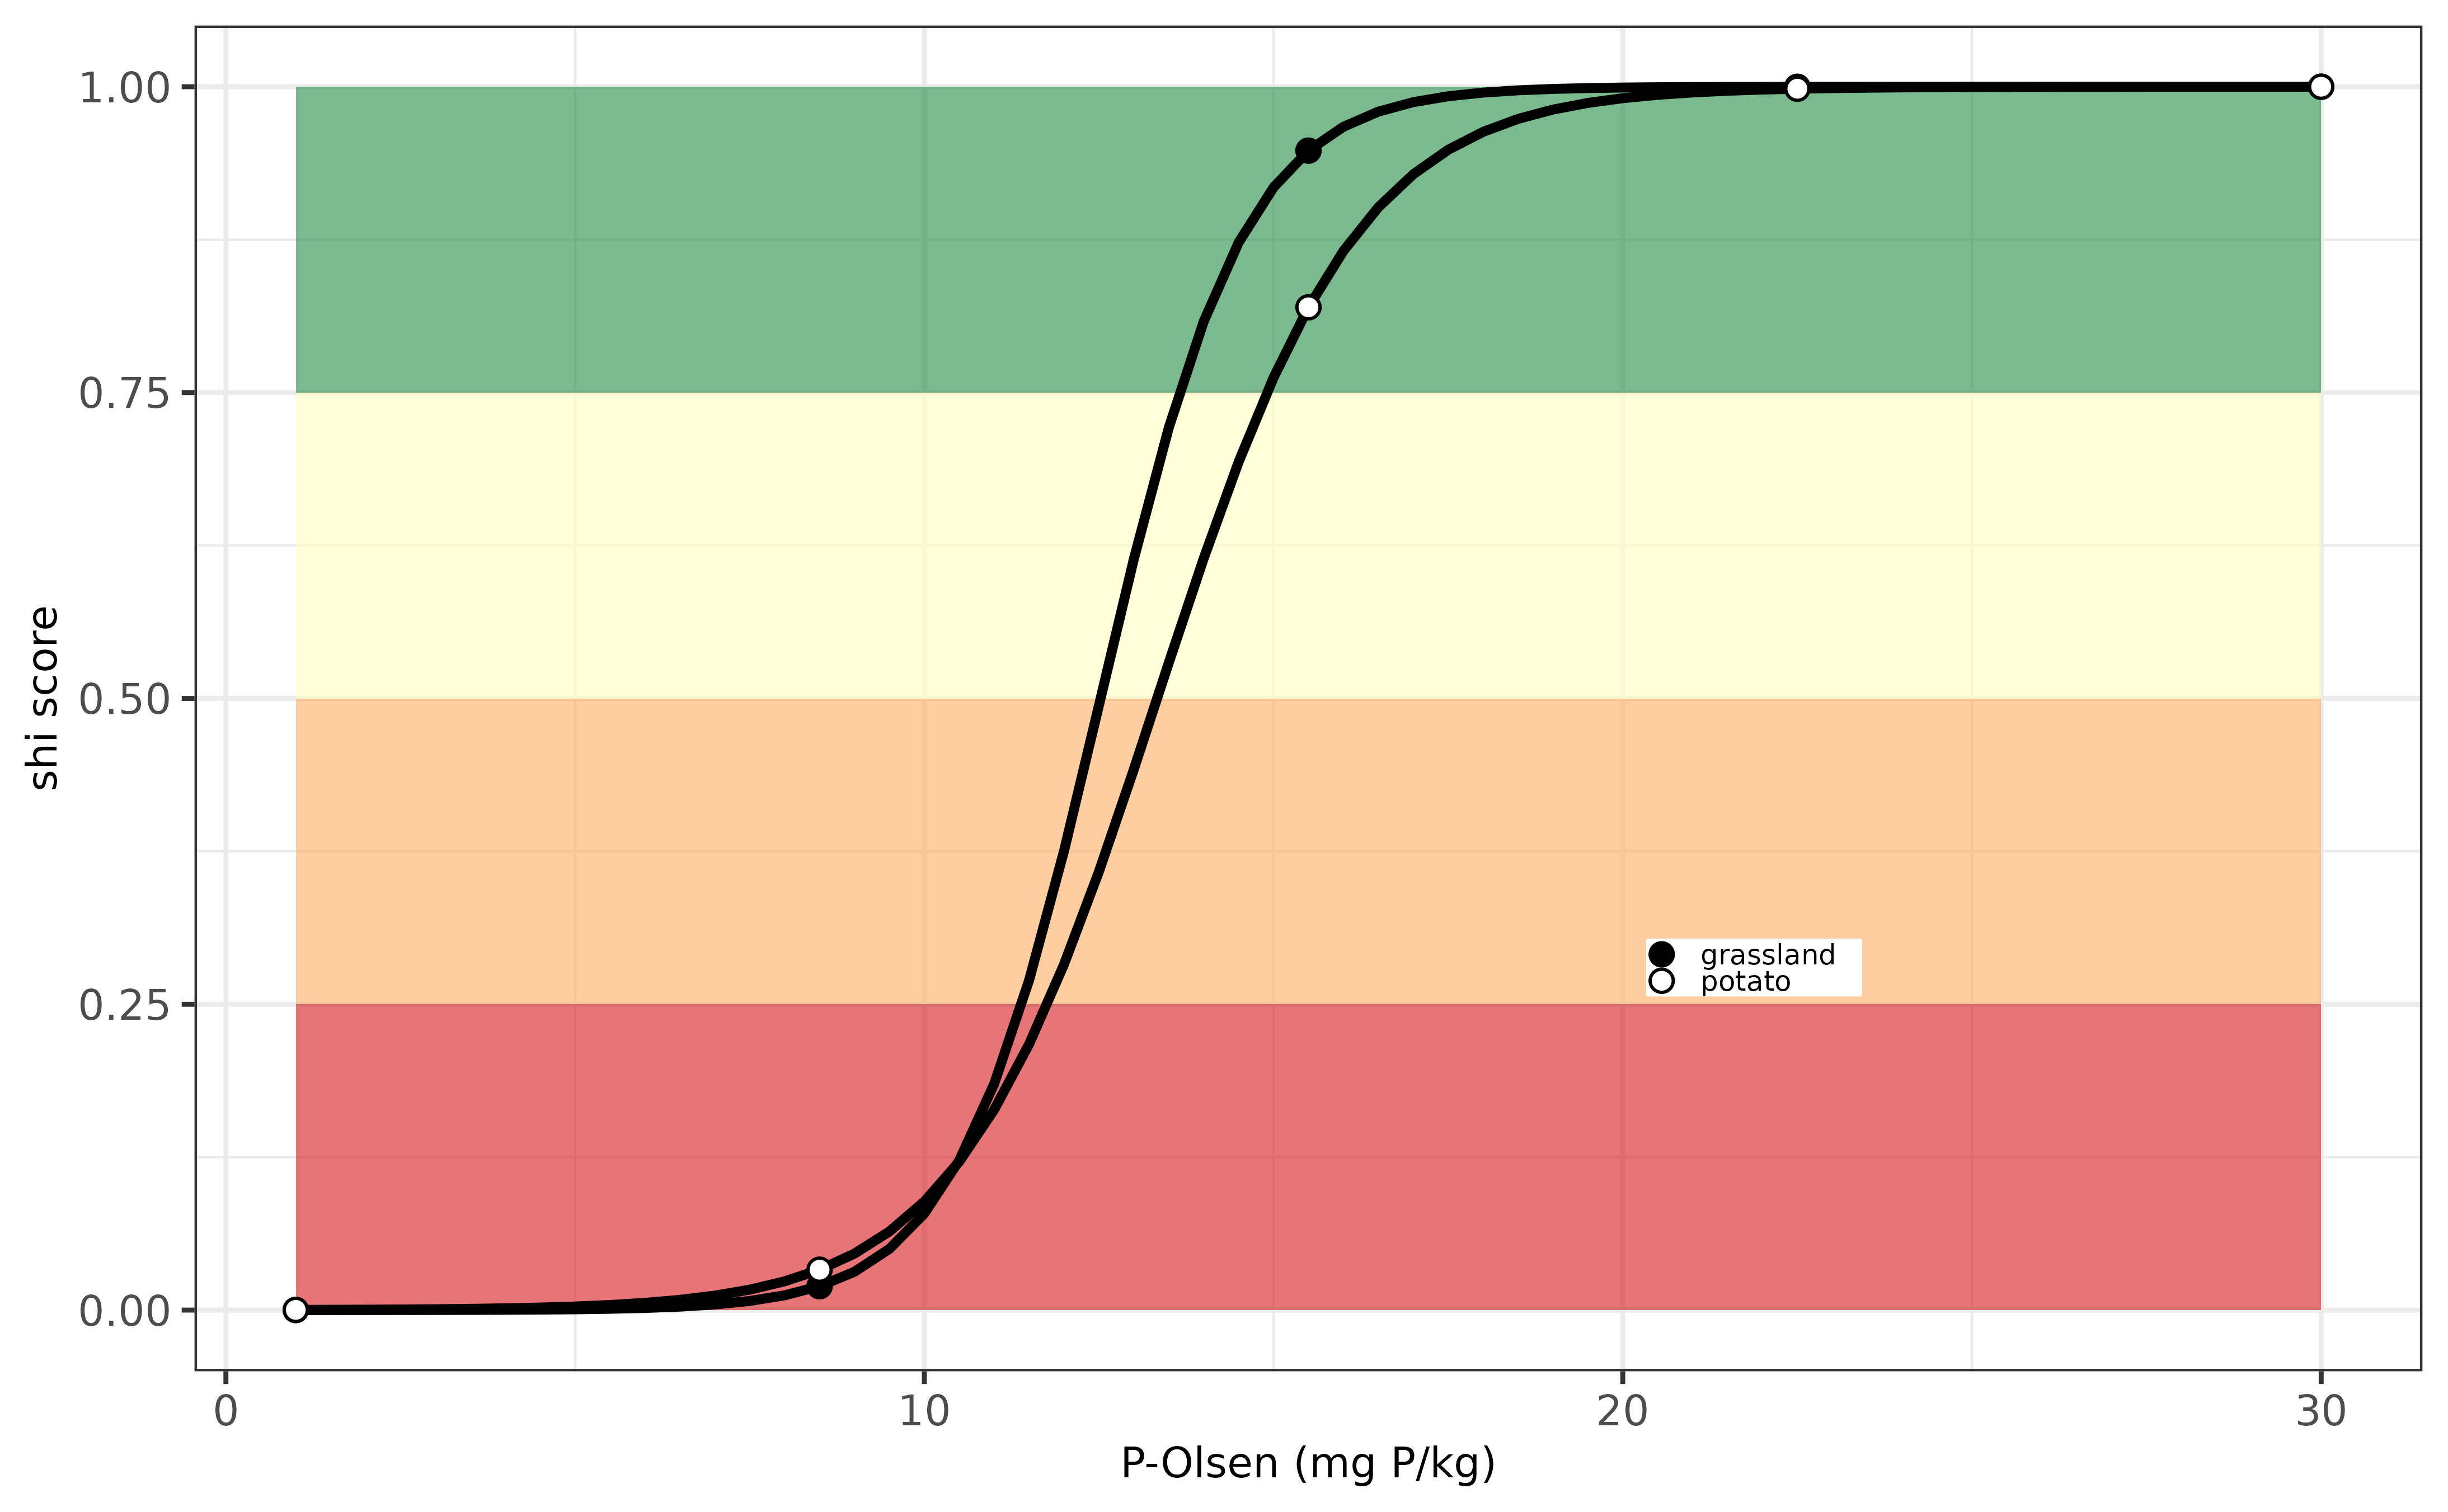 1.00
0.75
0.50
0.25
0.00
shi score
grassland
potato
0
10
20
30
P-Olsen (mg P/kg)